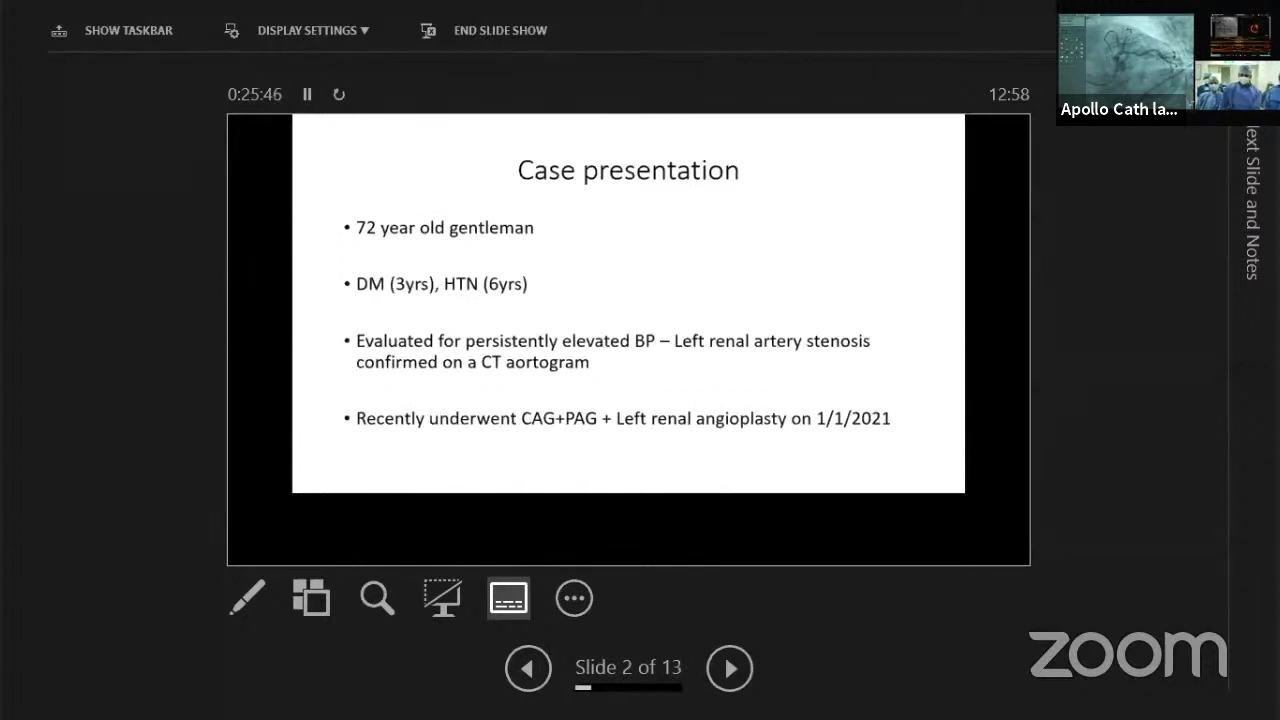 SHOW TASKBAR
DISPLAY SETTINGS ▼
END SLIDE SHOW
0:25:46
12:58
Apollo Cath la...
Case presentation
• 72 year old gentleman
• DM (3yrs), HTN (6yrs)
• Evaluated for persistently elevated BP – Left renal artery stenosis
confirmed on a CT aortogram
• Recently underwent CAG+PAG + Left renal angioplasty on 1/1/2021
Slide and Notes
Slide 2 of 13
zoom